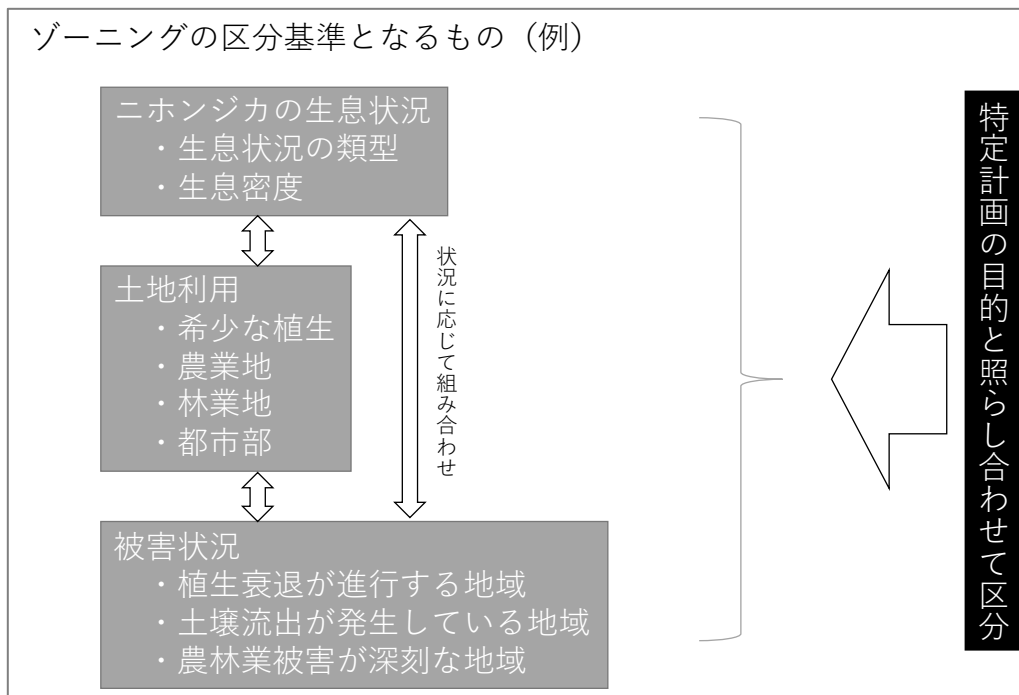 ゾーニングの区分基準となるもの（例）
ニホンジカの生息状況
・生息状況の類型
・生息密度
状況に応じて組み合わせ
土地利用
・希少な植生
・農業地
・林業地
・都市部
被害状況
・植生衰退が進行する地域
・土壌流出が発生している地域
・農林業被害が深刻な地域
特定計画の目的と照らし合わせて区分